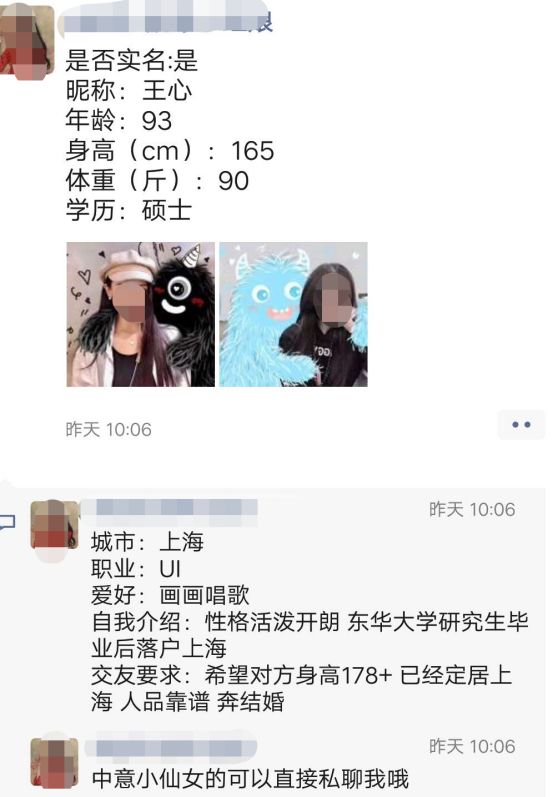 是否实名:是
昵称：王心
年龄：93
身高（cm）：165
体重（斤）：90
学历：硕士
昨天 10:06
昨天 10:06
城市：上海
职业：UI
爱好：画画唱歌
自我介绍：性格活泼开朗 东华大学研究生毕
业后落户上海
交友要求：希望对方身高178+ 已经定居上
海 人品靠谱 奔结婚
昨天 10:06
中意小仙女的可以直接私聊我哦